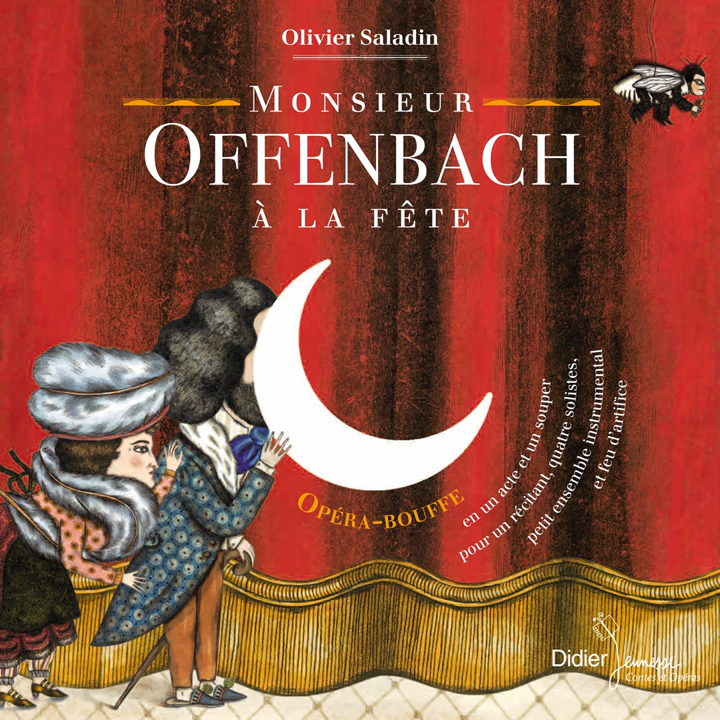 Olivier Saladin
MONSIEUR
OFFENBACH
À LA FÊTE
OPÉRA-BOUFFE
en un acte et un souper
pour un récitant, quatre solistes,
petit ensemble instrumental
et feu d'artifice
Didier Jeunesse
Contes et Opéras